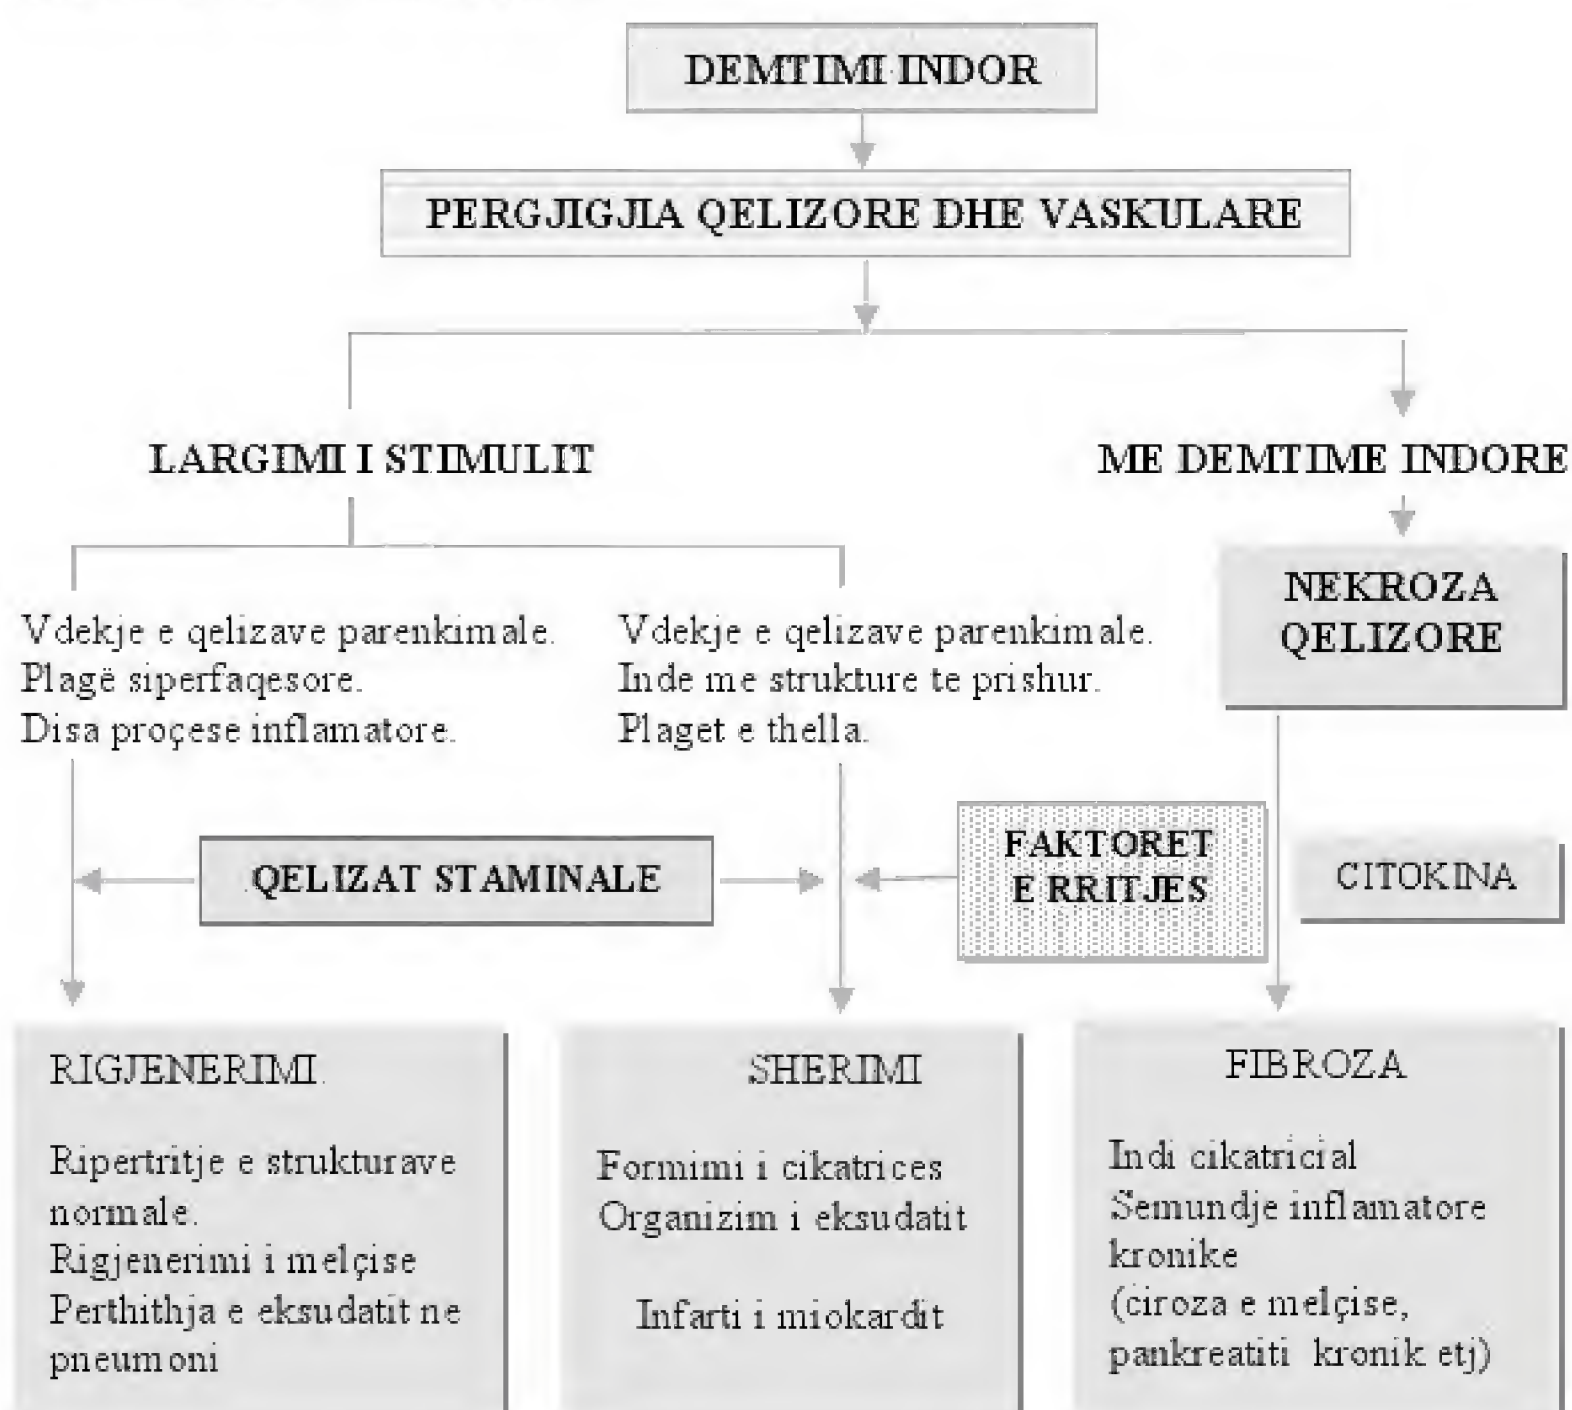 DEMTIMI INDOR
PERGJIGJIA QELIZORE DHE VASKULARE
LARGIMI I STIMULIT
ME DEMTIME INDORE
Vdekje e qelizave parenkimale.
Plagë siperfaqesore.
Disa proçese inflamatore.
Vdekje e qelizave parenkimale.
Inde me strukture te prishur.
Plaget e thella.
NEKROZA
QELIZORE
QELIZAT STAMINALE
FAKTORET
E RRITJES
CITOKINA
RIGJENERIMI.
Ripertritje e strukturave
normale.
Rigjenerimi i melçise
Perthithja e eksudatit ne
pneumoni
SHERIMI
Formimi i cikatrices
Organizim i eksudatit
Infarti i miokardit
FIBROZA
Indi cikatricial
Semundje inflamatore
kronike
(ciroza e melçise,
pankreatiti kronik etj)